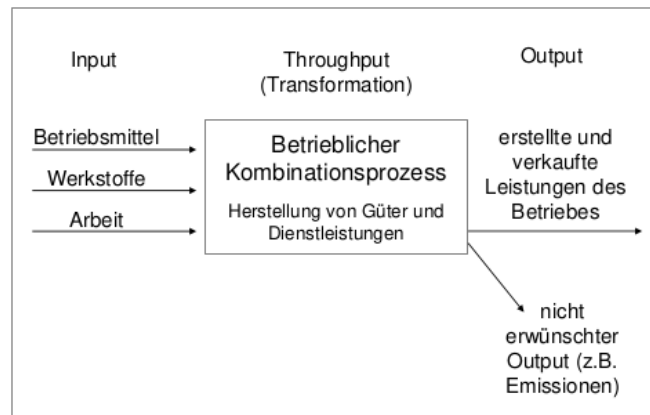 Input
Throughput
(Transformation)
Output
Betriebsmittel
Werkstoffe
Arbeit
Betrieblicher
Kombinationsprozess
Herstellung von Güter und
Dienstleistungen
erstellte und
verkaufte
Leistungen des
Betriebes
nicht
erwünschter
Output (z.B.
Emissionen)